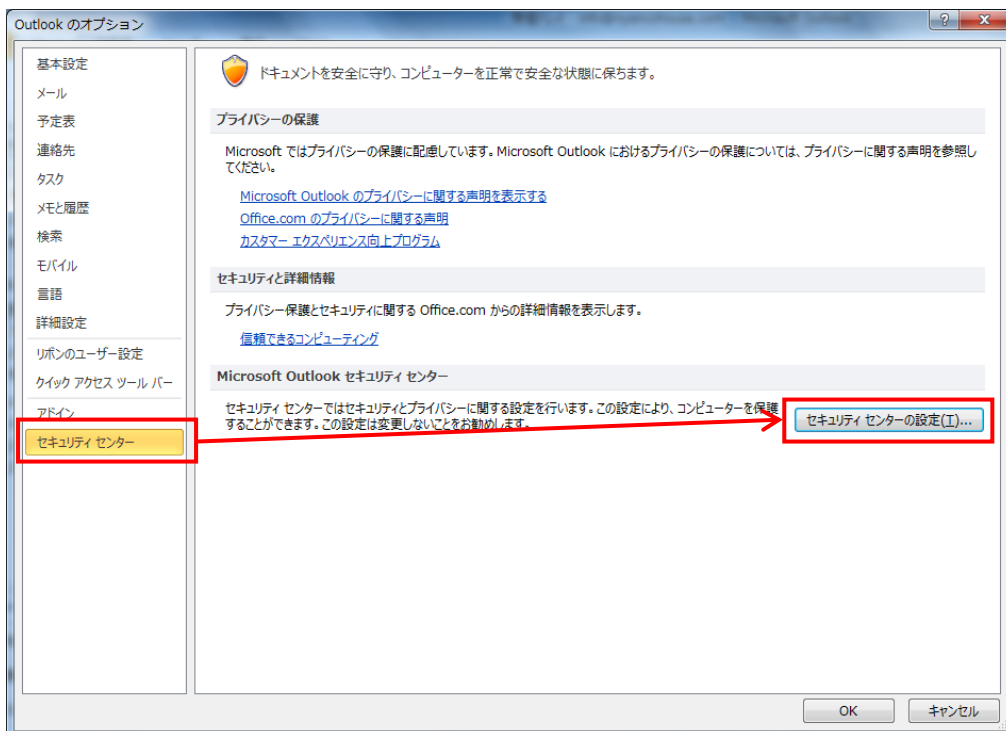 Outlook のオプション
基本設定
メール
予定表
連絡先
タスク
メモと履歴
検索
モバイル
言語
詳細設定
リボンのユーザー設定
クイック アクセス ツール バー
アドイン
セキュリティ センター
ドキュメントを安全に守り、コンピューターを正常で安全な状態に保ちます。
プライバシーの保護
Microsoft ではプライバシーの保護に配慮しています。Microsoft Outlook におけるプライバシーの保護については、プライバシーに関する声明を参照し
てください。
Microsoft Outlook のプライバシーに関する声明を表示する
Office.com のプライバシーに関する声明
カスタマー エクスペリエンス向上プログラム
セキュリティと詳細情報
プライバシー保護とセキュリティに関する Office.com からの詳細情報を表示します。
信頼できるコンピューティング
Microsoft Outlook セキュリティ センター
セキュリティ センターではセキュリティとプライバシーに関する設定を行います。この設定により、コンピューターを保護
することができます。この設定は変更しないことをお勧めします。
セキュリティ センターの設定(T)...
OK
キャンセル